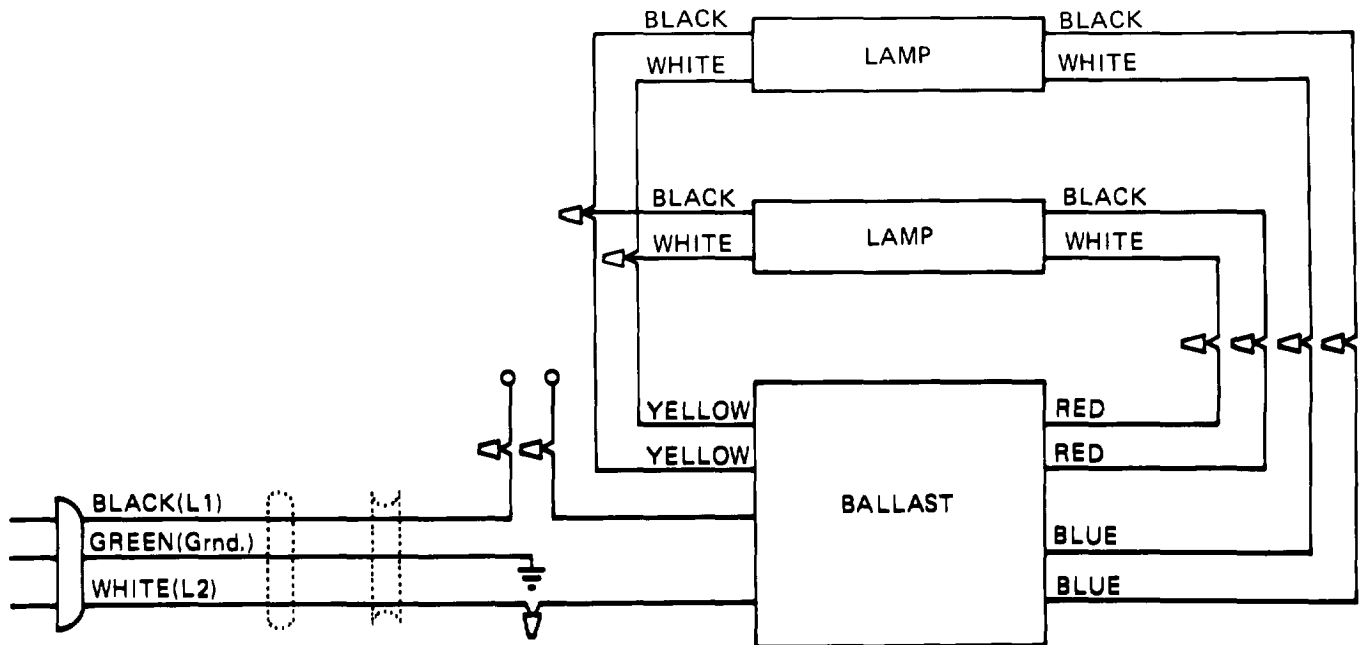 BLACK
BLACK
LAMP
WHITE
WHITE
BLACK
BLACK
LAMP
WHITE
WHITE
YELLOW
RED
YELLOW
RED
BALLAST
BLACK(L1)
GREEN(Grnd.)
BLUE
WHITE(L2)
BLUE